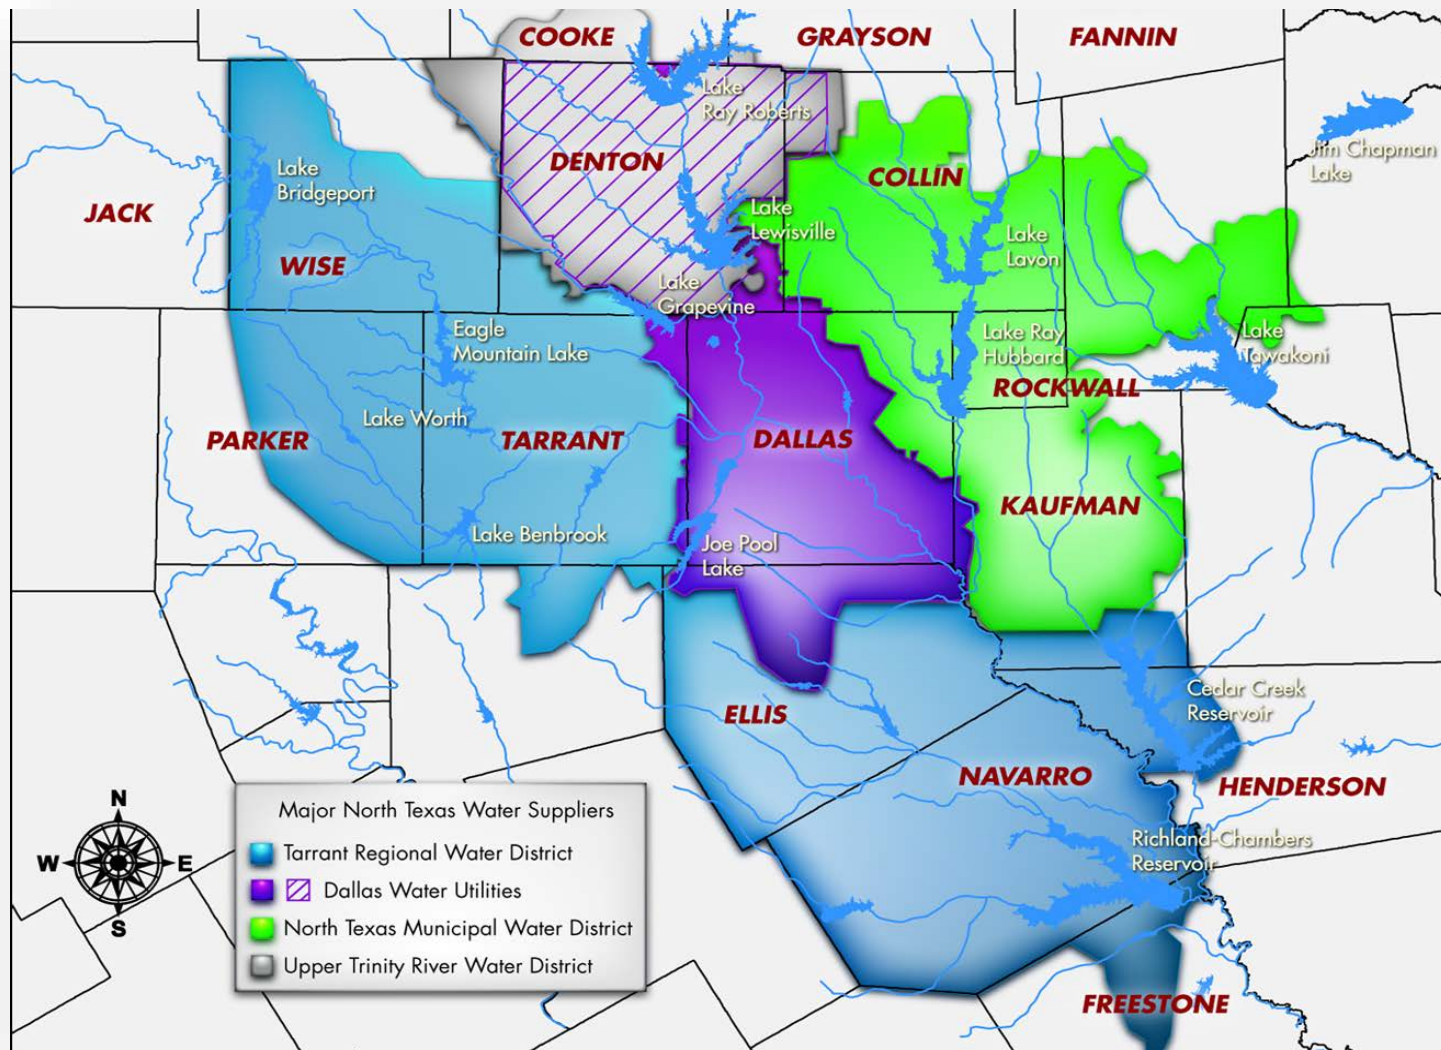 COOKE
GRAYSON
FANNIN
Lake
Ray Roberts
DENTON
COLLIN
Jim Chapman
Lake
JACK
Lake
Bridgeport
WISE
Lake
Lewisville
Lake
Lavon
Lake
Grapevine
Eagle
Mountain Lake
Lake Ray
Hubbard
Lake
Tawakoni
ROCKWALL
Lake Worth
PARKER
TARRANT
DALLAS
KAUFMAN
Lake Benbrook
Joe Pool
Lake
Cedar Creek
Reservoir
ELLIS
NAVARRO
HENDERSON
Richland-Chambers
Reservoir
FREESTONE
N
W
E
S
Major North Texas Water Suppliers
Tarrant Regional Water District
Dallas Water Utilities
North Texas Municipal Water District
Upper Trinity River Water District